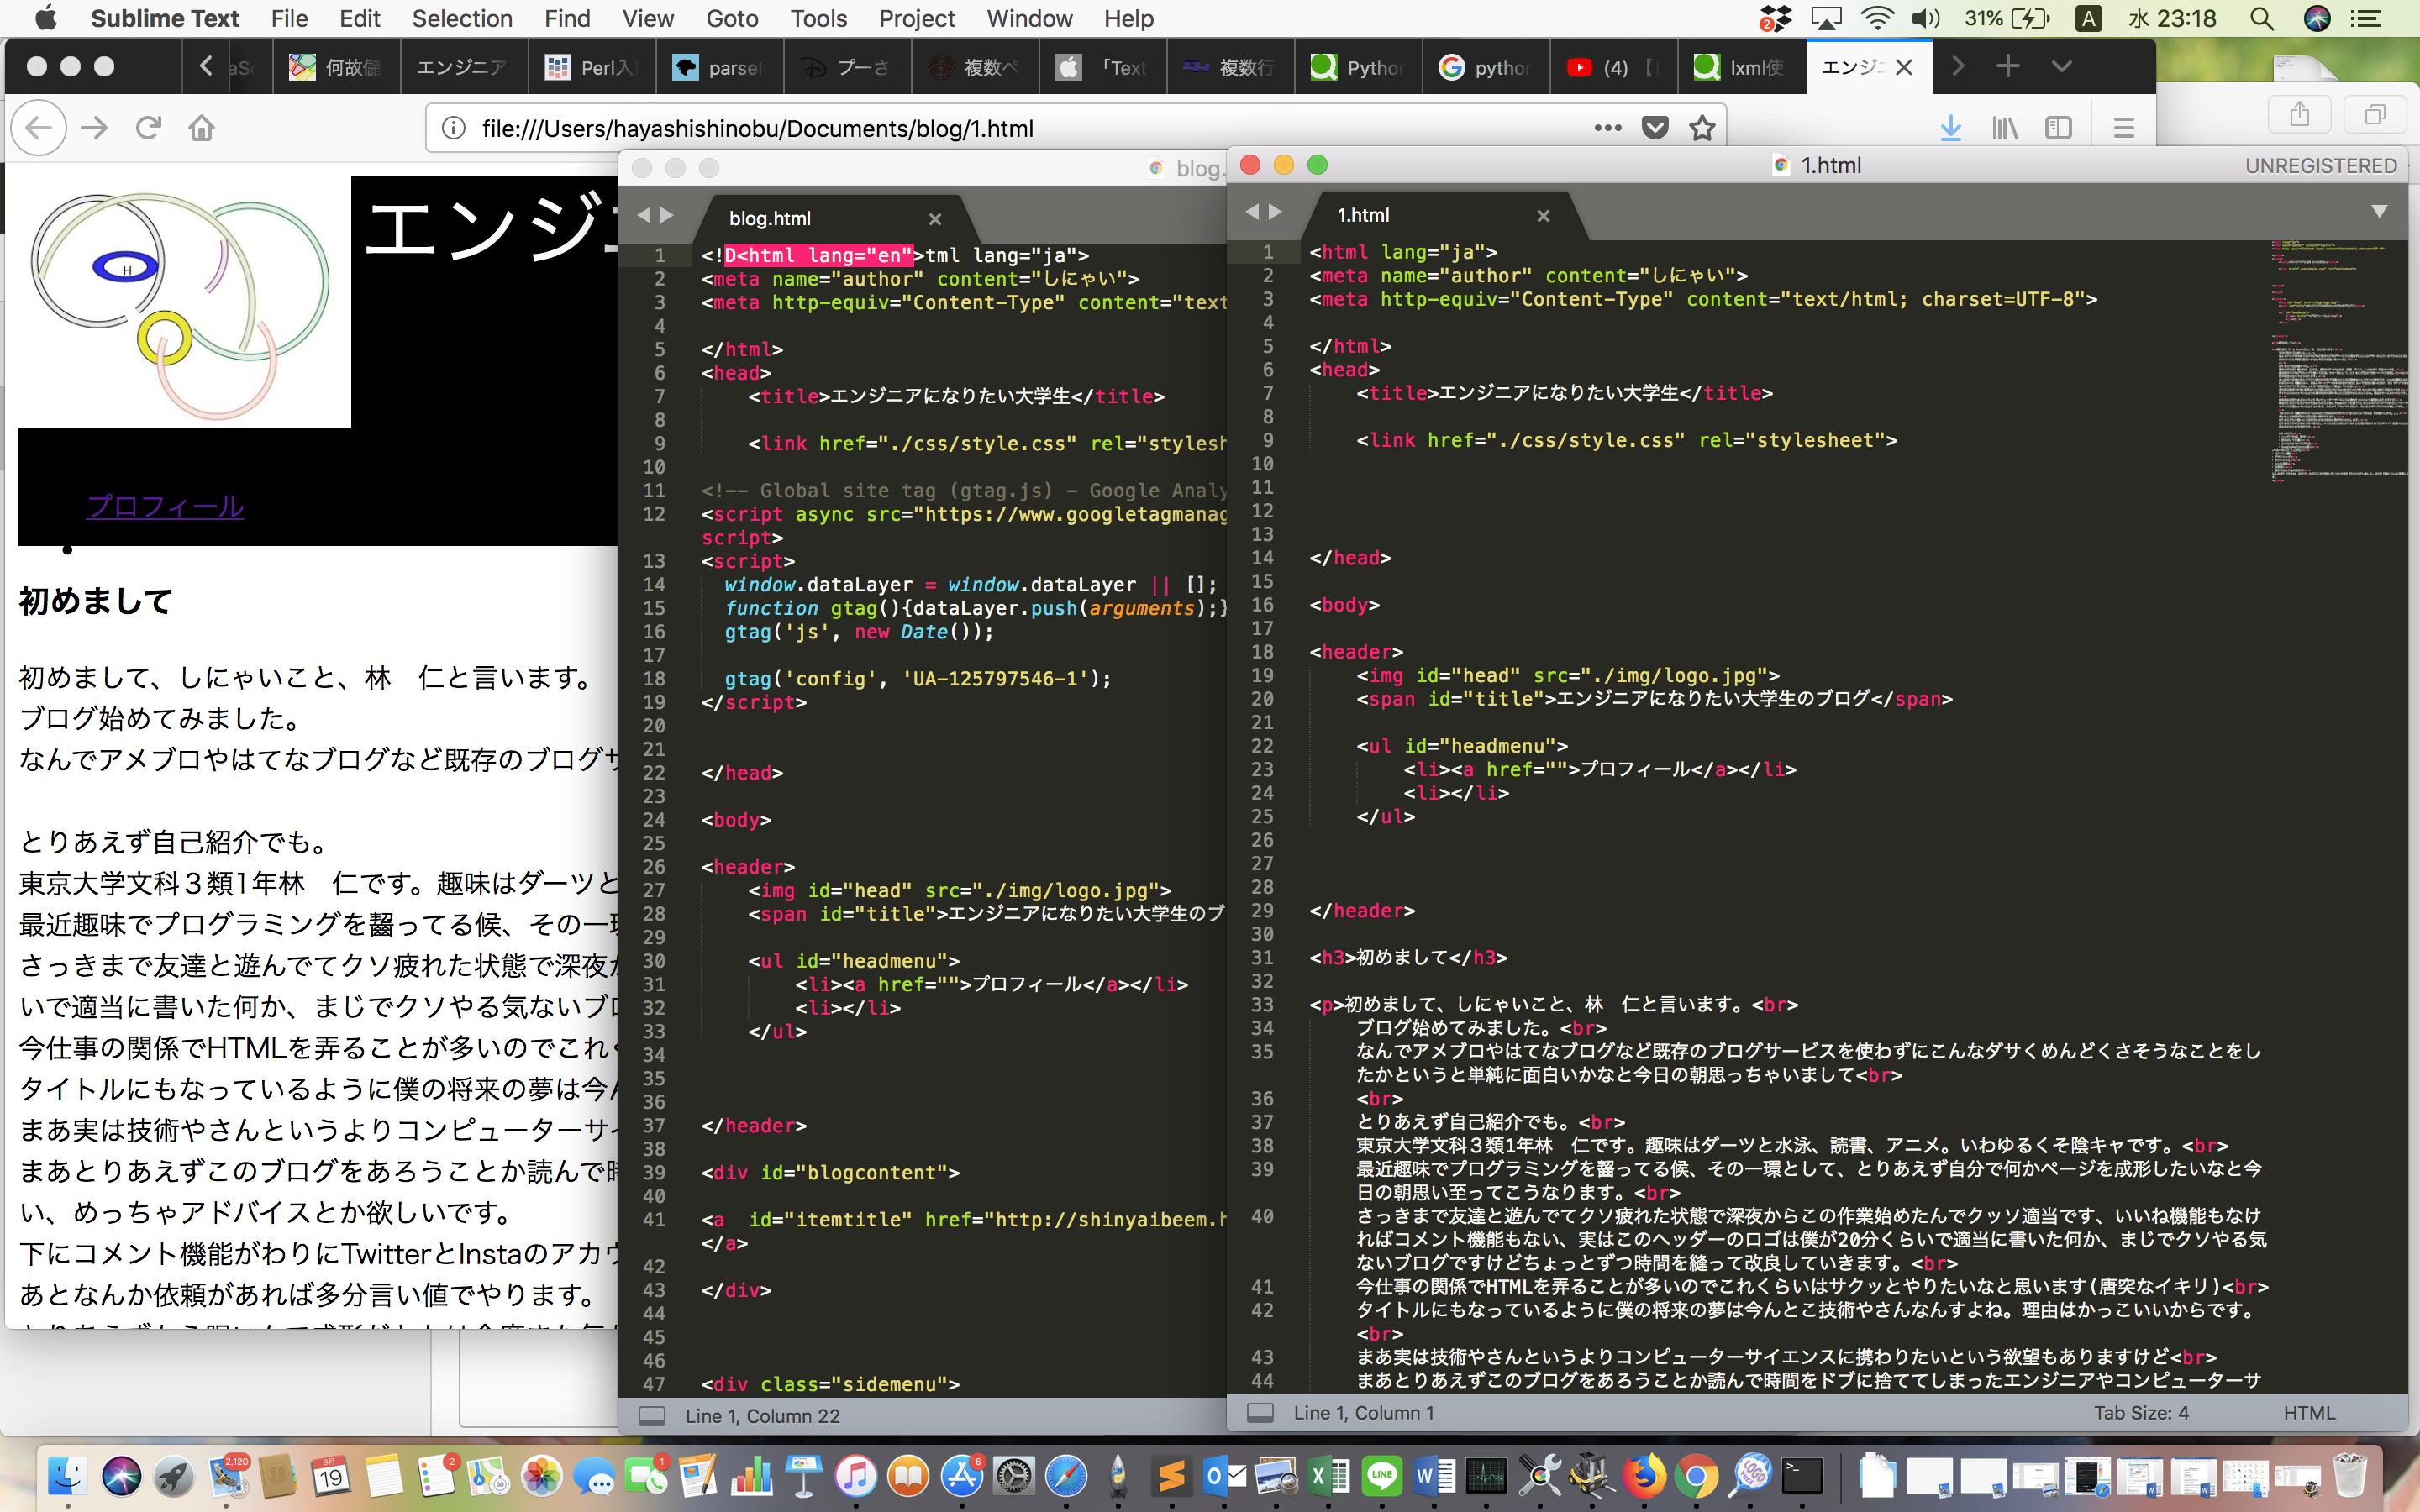 Sublime Text File Edit Selection Find View Goto Tools Project Window Help
2 31% A 水 23:18
何故儲 エンジニア Perl入 parse プーさ 複数ペ 「Text 複数行 Python python (4) lxml使 エンジニ
file:///Users/hayashishinobu/Documents/blog/1.html
H
エンジ
プロフィール
初めまして
初めまして、しにゃいこと、林　仁と言います。
ブログ始めてみました。
なんでアメブロやはてなブログなど既存のブログサ
とりあえず自己紹介でも。
東京大学文科３類1年林　仁です。趣味はダーツと
最近趣味でプログラミングを齧ってる候、その一環
さっきまで友達と遊んでてクソ疲れた状態で深夜か
いで適当に書いた何か、まじでクソやる気ないブロ
今仕事の関係でHTMLを弄ることが多いのでこれく
タイトルにもなっているように僕の将来の夢は今ん
まあ実は技術やさんというよりコンピューターサイ
まあとりあえずこのブログをあろうことか読んで時
い、めっちゃアドバイスとか欲しいです。
下にコメント機能がわりにTwitterとInstaのアカウ
あとなんか依頼があれば多分言い値でやります。
blog.
blog.html
1 <!D<html lang="en">tml lang="ja">
2 <meta name="author" content="しにゃい">
3 <meta http-equiv="Content-Type" content="text
4
5 </html>
6 <head>
7 <title>エンジニアになりたい大学生</title>
8
9 <link href="./css/style.css" rel="stylesh
10
11 <!-- Global site tag (gtag.js) - Google Analy
12 <script async src="https://www.googletagmanag
script>
13 <script>
14 window.dataLayer = window.dataLayer || [];
15 function gtag(){dataLayer.push(arguments);}
16 gtag('js', new Date());
17
18 gtag('config', 'UA-125797546-1');
19 </script>
20
21
22 </head>
23
24 <body>
25
26 <header>
27 <img id="head" src="./img/logo.jpg">
28 <span id="title">エンジニアになりたい大学生のブ
29
30 <ul id="headmenu">
31 <li><a href="">プロフィール</a></li>
32 <li></li>
33 </ul>
34
35
36
37 </header>
38
39 <div id="blogcontent">
40
41 <a  id="itemtitle" href="http://shinyaibeem.h
</a>
42
43 </div>
44
45
46
47 <div class="sidemenu">
Line 1, Column 22
1.html
UNREGISTERED
1.html
1 <html lang="ja">
2 <meta name="author" content="しにゃい">
3 <meta http-equiv="Content-Type" content="text/html; charset=UTF-8">
4
5 </html>
6 <head>
7 <title>エンジニアになりたい大学生</title>
8
9 <link href="./css/style.css" rel="stylesheet">
10
11
12
13
14 </head>
15
16 <body>
17
18 <header>
19 <img id="head" src="./img/logo.jpg">
20 <span id="title">エンジニアになりたい大学生のブログ</span>
21
22 <ul id="headmenu">
23 <li><a href="">プロフィール</a></li>
24 <li></li>
25 </ul>
26
27
28
29 </header>
30
31 <h3>初めまして</h3>
32
33 <p>初めまして、しにゃいこと、林　仁と言います。<br>
34 ブログ始めてみました。<br>
35 なんでアメブロやはてなブログなど既存のブログサービスを使わずにこんなダサくめんどくさそうなことをし
たかというと単純に面白いかなと今日の朝思っちゃいまして<br>
36 <br>
37 とりあえず自己紹介でも。<br>
38 東京大学文科３類1年林　仁です。趣味はダーツと水泳、読書、アニメ。いわゆるくそ陰キャです。<br>
39 最近趣味でプログラミングを齧ってる候、その一環として、とりあえず自分で何かページを成形したいなと今
日の朝思い至ってこうなります。<br>
40 さっきまで友達と遊んでてクソ疲れた状態で深夜からこの作業始めたんでクッソ適当です、いいね機能もなけ
ればコメント機能もない、実はこのヘッダーのロゴは僕が20分くらいで適当に書いた何か、まじでクソやる気
ないブログですけどちょっとずつ時間を縫って改良していきます。<br>
41 今仕事の関係でHTMLを弄ることが多いのでこれくらいはサクッとやりたいなと思います(唐突なイキリ)<br>
42 タイトルにもなっているように僕の将来の夢は今んとこ技術やさんなんすよね。理由はかっこいいからです。
<br>
43 まあ実は技術やさんというよりコンピューターサイエンスに携わりたいという欲望もありますけど<br>
44 まあとりあえずこのブログをあろうことか読んで時間をドブに捨ててしまったエンジニアやコンピューターサ
Line 1, Column 1
Tab Size: 4
HTML
2,120 9月 19 2 1 6 LINE